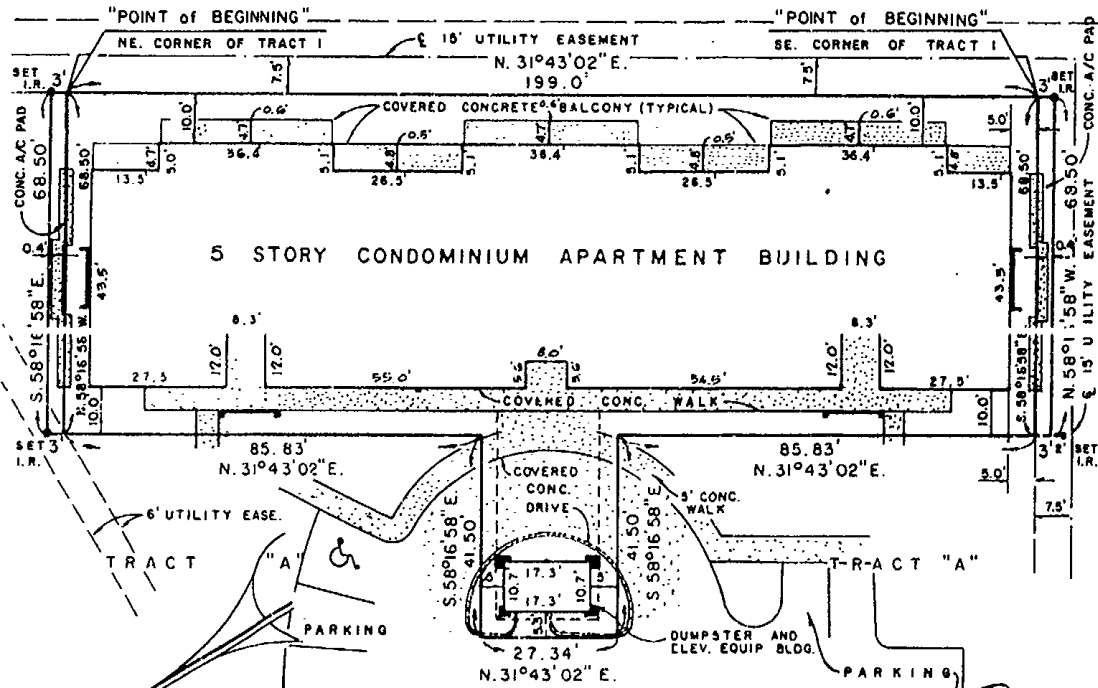 "POINT of BEGINNING"
"POINT of BEGINNING"
NE. CORNER OF TRACT I
℄ 15' UTILITY EASEMENT
SE. CORNER OF TRACT I
N. 31°43'02" E.
199.0'
7.5'
7.5'
SET
I.R.
3'
3'
SET
I.R.
CONC. A/C PAD
CONC. A/C PAD
COVERED CONCRETE BALCONY (TYPICAL)
0.6'
0.6'
0.6'
10.0'
10.0'
5.0'
4.7'
4.7'
4.7'
36.4'
36.4'
36.4'
0.5'
0.5'
4.7'
5.0'
5.1'
4.8'
5.1'
5.1'
4.8'
5.1'
5.1'
4.8'
13.5'
26.5'
26.5'
13.5'
68.50'
68.50'
68.50'
68.50'
0.4'
0.4'
5 STORY CONDOMINIUM APARTMENT BUILDING
43.5'
43.5'
S. 58°16'58" E.
N. 58°16'58" W.
S. 58°16'58" E.
℄ 15' U ILITY EASEMENT
8.3'
8.0'
8.3'
12.0'
12.0'
5.6
5.6
12.0'
12.0'
27.5
55.0'
54.5'
27.5'
COVERED CONC. WALK
10.0'
10.0'
SET
I.R.
3'
3'
2'
SET
I.R.
85.83'
N. 31°43'02" E.
85.83'
N. 31°43'02" E.
5.0'
7.5'
COVERED
CONC.
DRIVE
5' CONC.
WALK
S. 58°16'58" E.
41.50'
41.50'
S. 58°16'58" E.
6' UTILITY EASE.
TRACT "A"
TRACT "A"
17.3'
10.7'
10.7'
17.3'
5.3'
PARKING
DUMPSTER AND
ELEV. EQUIP BLDG.
27.34'
N. 31°43'02" E.
PARKING